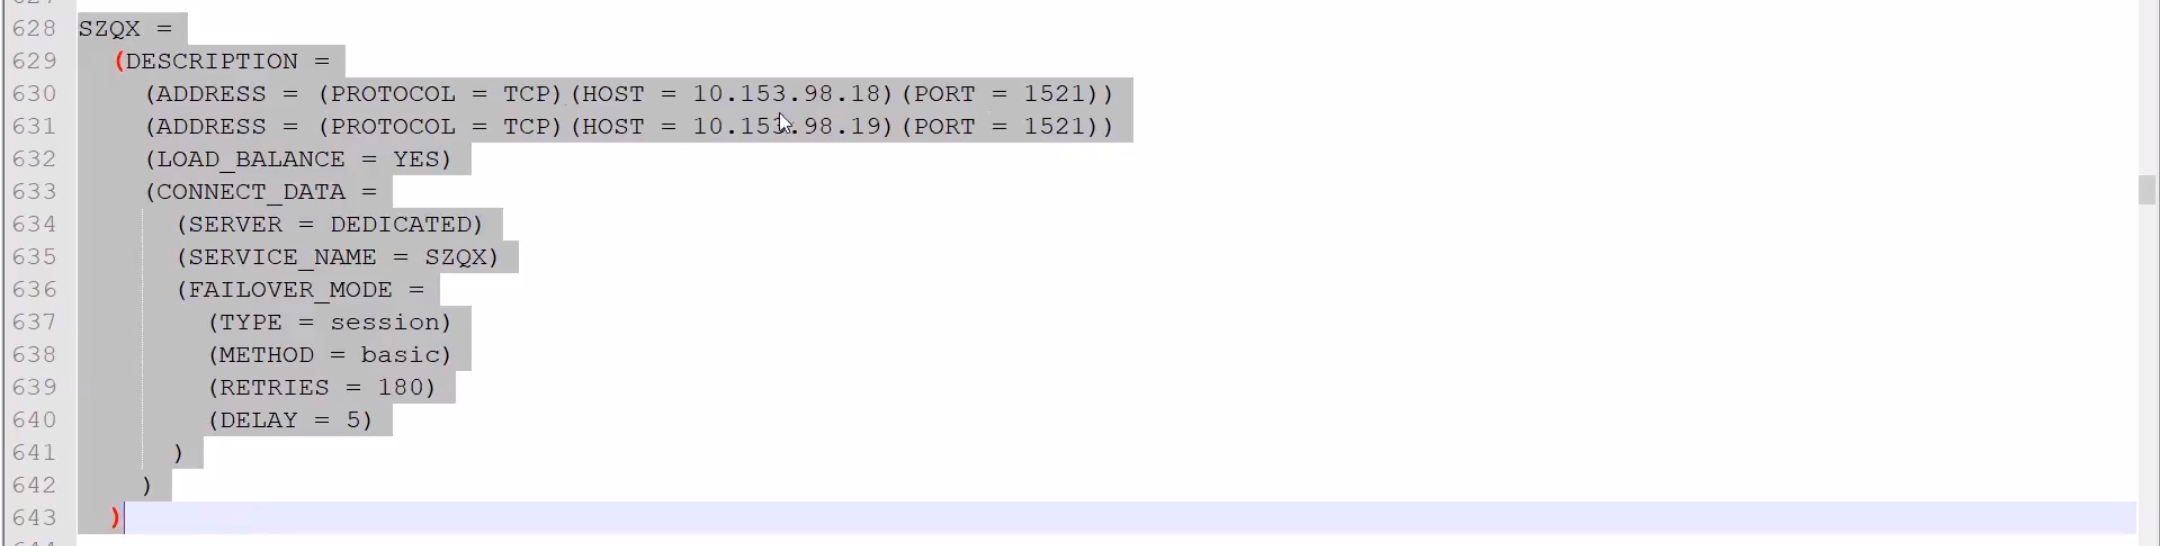 628 SZQX =
629 (DESCRIPTION =
630 (ADDRESS = (PROTOCOL = TCP)(HOST = 10.153.98.18)(PORT = 1521))
631 (ADDRESS = (PROTOCOL = TCP)(HOST = 10.153.98.19)(PORT = 1521))
632 (LOAD_BALANCE = YES)
633 (CONNECT_DATA =
634 (SERVER = DEDICATED)
635 (SERVICE_NAME = SZQX)
636 (FAILOVER_MODE =
637 (TYPE = session)
638 (METHOD = basic)
639 (RETRIES = 180)
640 (DELAY = 5)
641 )
642 )
643 )